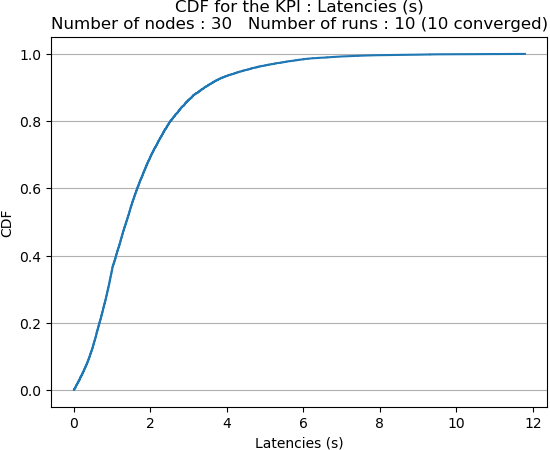 CDF for the KPI : Latencies (s)
Number of nodes : 30   Number of runs : 10 (10 converged)
1.0
0.8
0.6
0.4
0.2
0.0
CDF
0 2 4 6 8 10 12
Latencies (s)